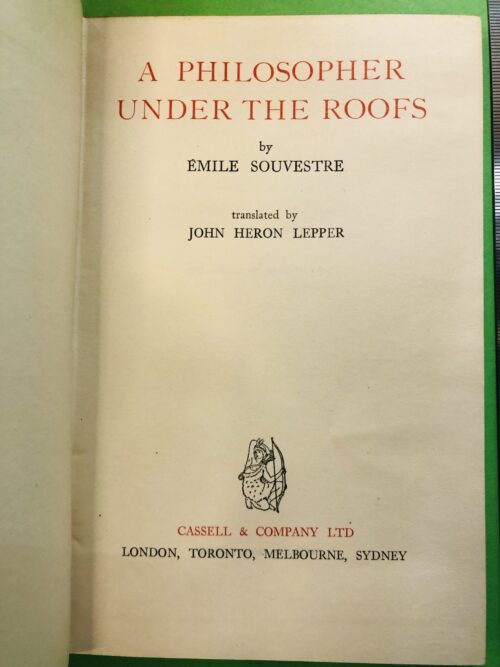 A PHILOSOPHER
UNDER THE ROOFS
by
ÉMILE SOUVESTRE
translated by
JOHN HERON LEPPER
CASSELL & COMPANY LTD
LONDON, TORONTO, MELBOURNE, SYDNEY